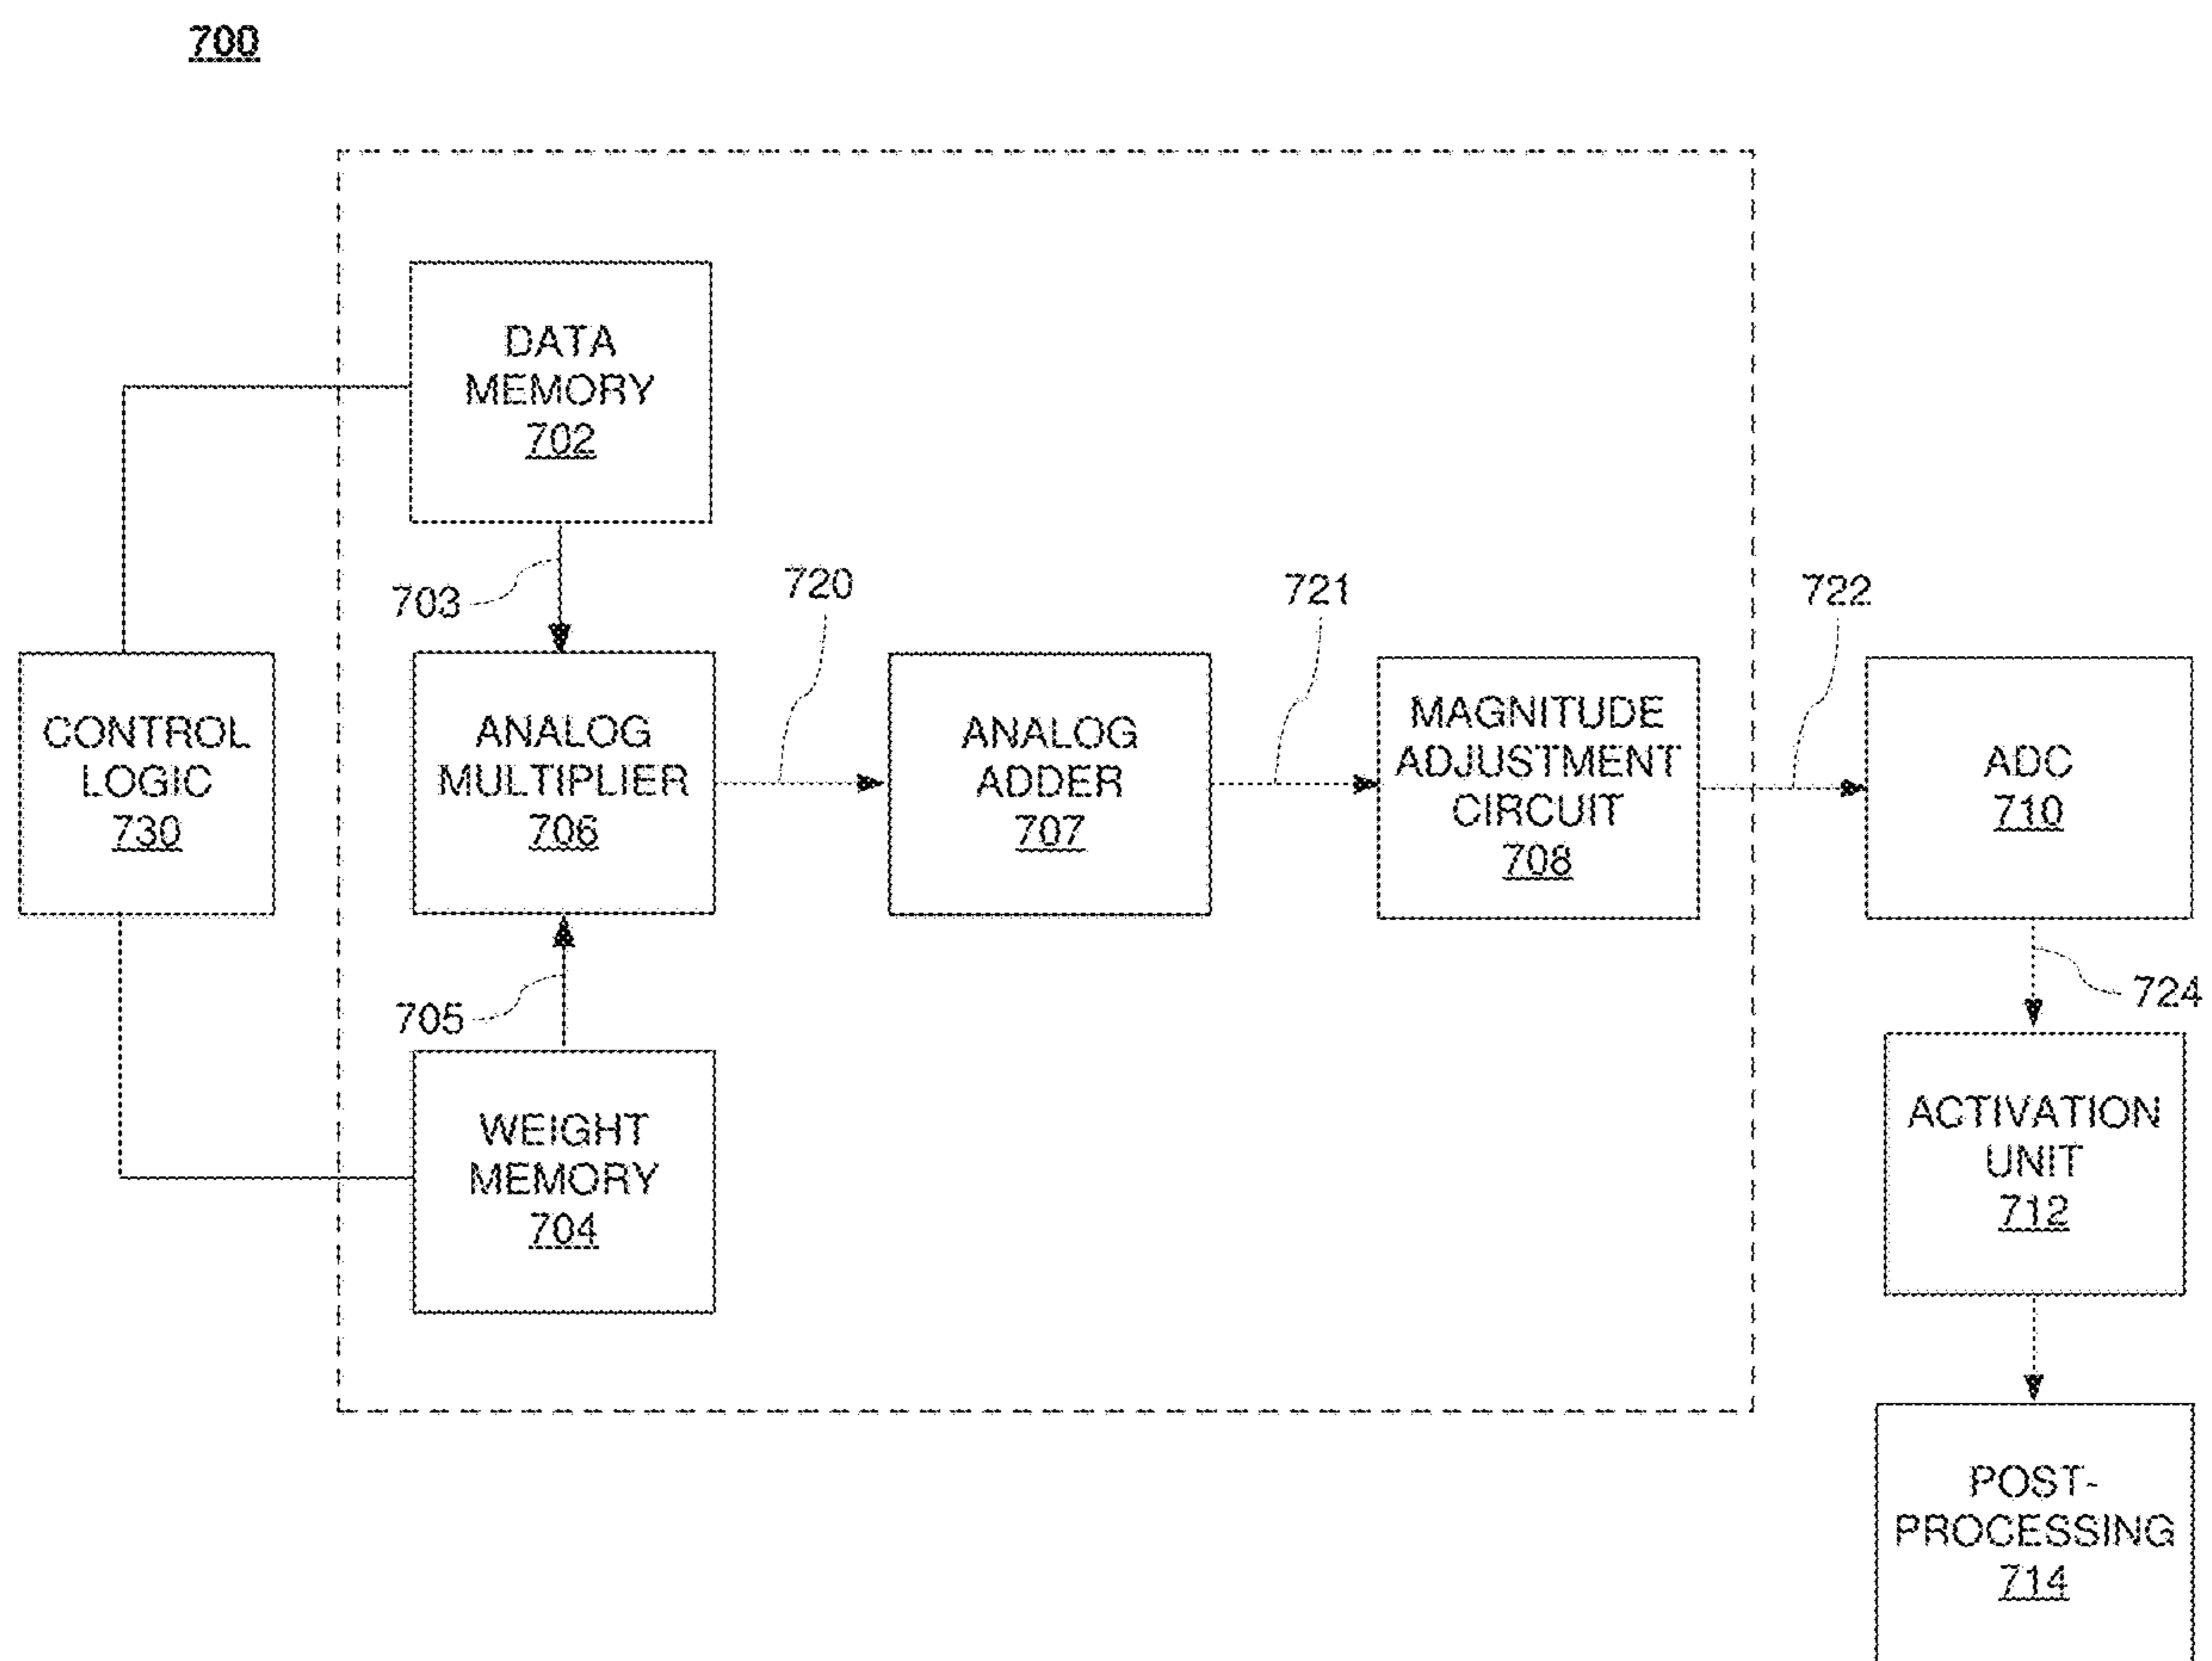 700
DATA
MEMORY
702
703
720
721
722
CONTROL
LOGIC
730
ANALOG
MULTIPLIER
706
ANALOG
ADDER
707
MAGNITUDE
ADJUSTMENT
CIRCUIT
708
ADC
710
705
724
WEIGHT
MEMORY
704
ACTIVATION
UNIT
712
POST-
PROCESSING
714